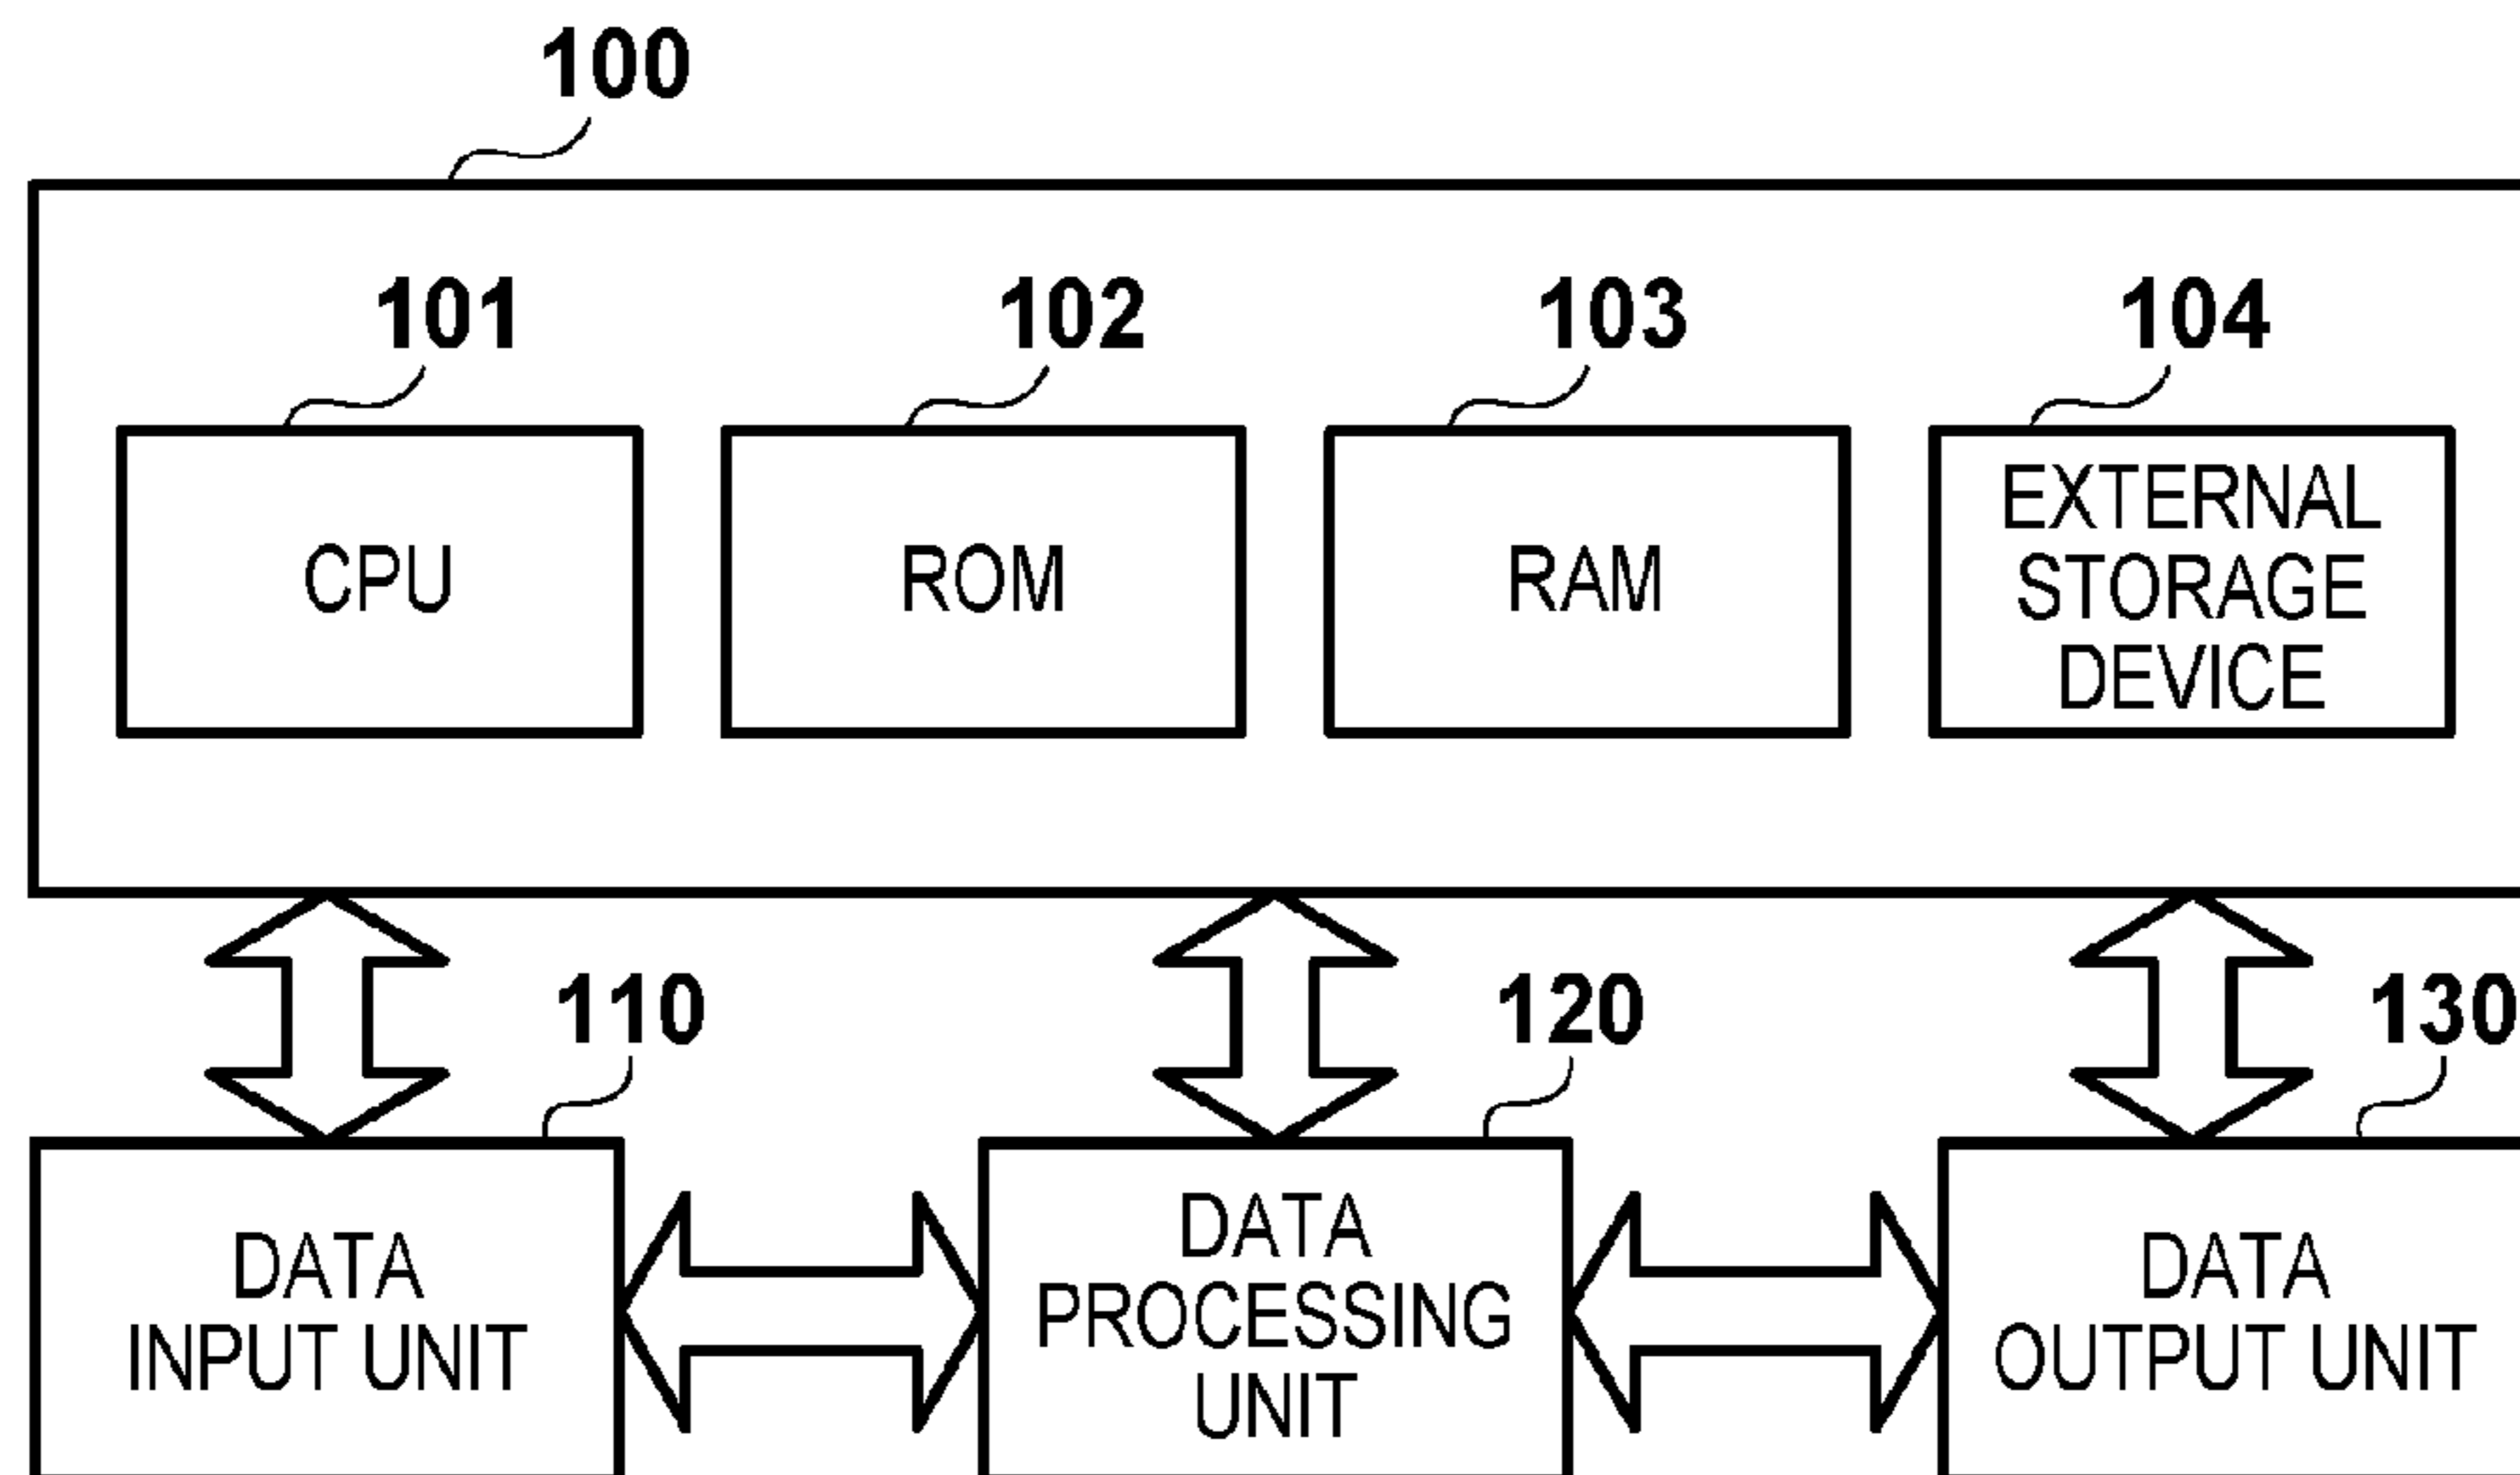 100
101
102
103
104
CPU
ROM
RAM
EXTERNAL
STORAGE
DEVICE
110
120
130
DATA
INPUT UNIT
DATA
PROCESSING
UNIT
DATA
OUTPUT UNIT